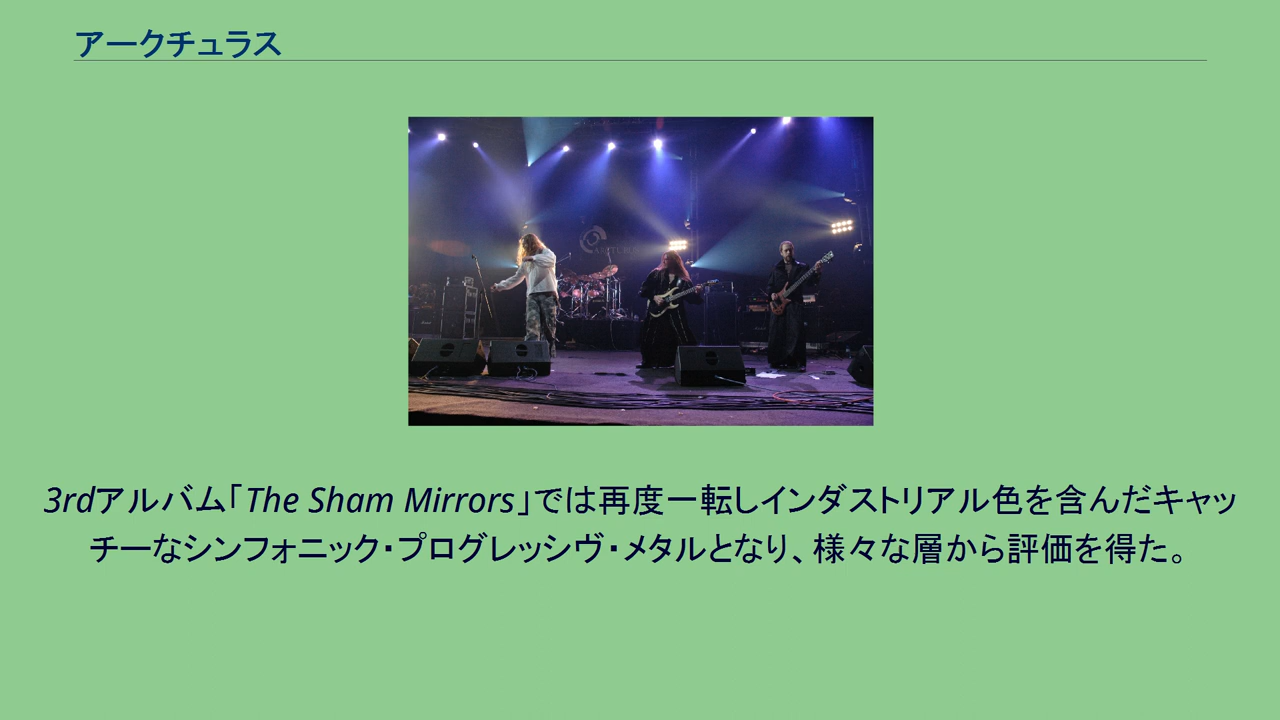 アークチュラス
3rdアルバム「The Sham Mirrors」では再度一転しインダストリアル色を含んだキャッ
チーなシンフォニック・プログレッシヴ・メタルとなり、様々な層から評価を得た。